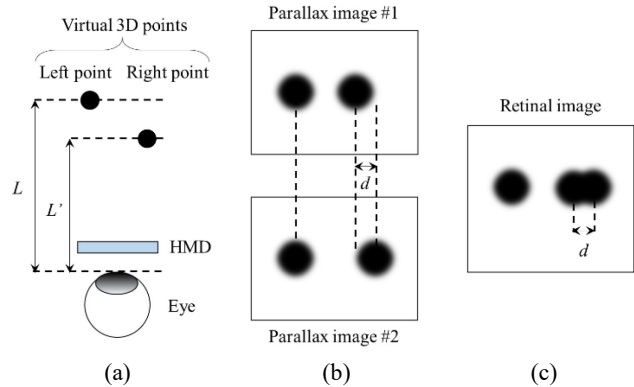 Virtual 3D points
Left point
Right point
L
L’
HMD
Eye
(a)
Parallax image #1
d
Parallax image #2
(b)
Retinal image
d
(c)